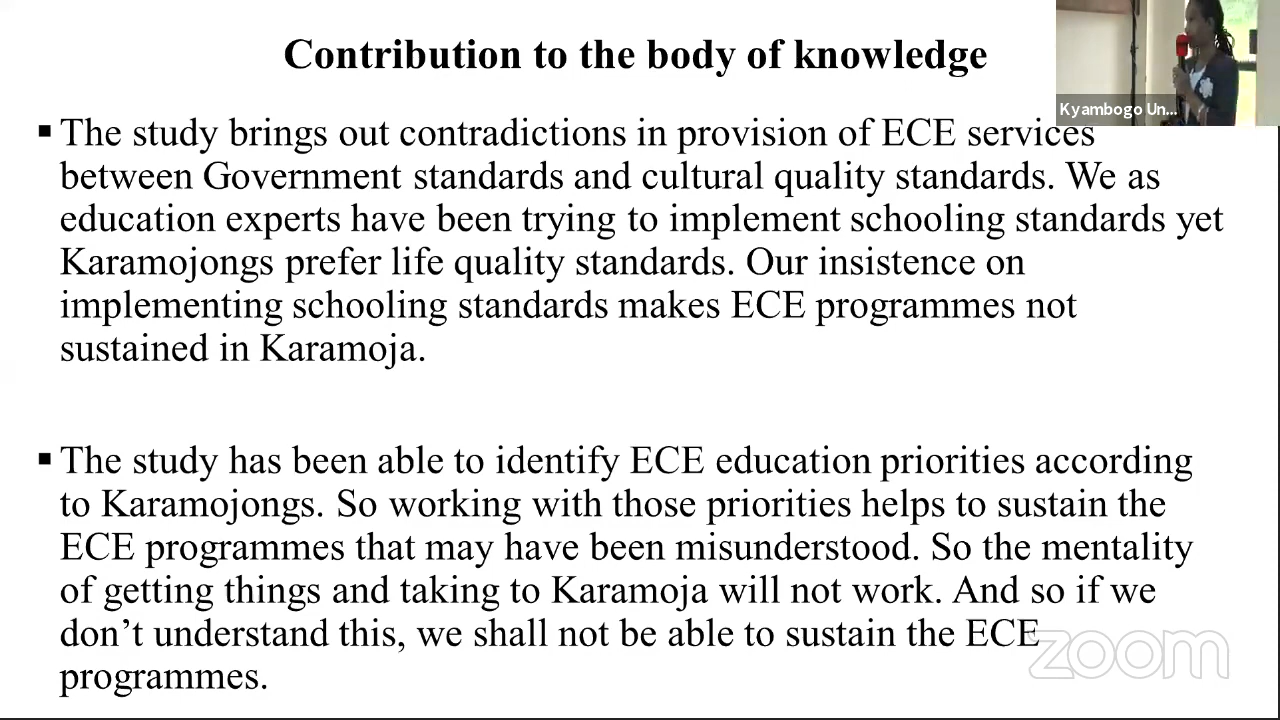 Contribution to the body of knowledge
Kyambogo Un...
▪ The study brings out contradictions in provision of ECE services
between Government standards and cultural quality standards. We as
education experts have been trying to implement schooling standards yet
Karamojongs prefer life quality standards. Our insistence on
implementing schooling standards makes ECE programmes not
sustained in Karamoja.
▪ The study has been able to identify ECE education priorities according
to Karamojongs. So working with those priorities helps to sustain the
ECE programmes that may have been misunderstood. So the mentality
of getting things and taking to Karamoja will not work. And so if we
don’t understand this, we shall not be able to sustain the ECE
programmes.
zoom